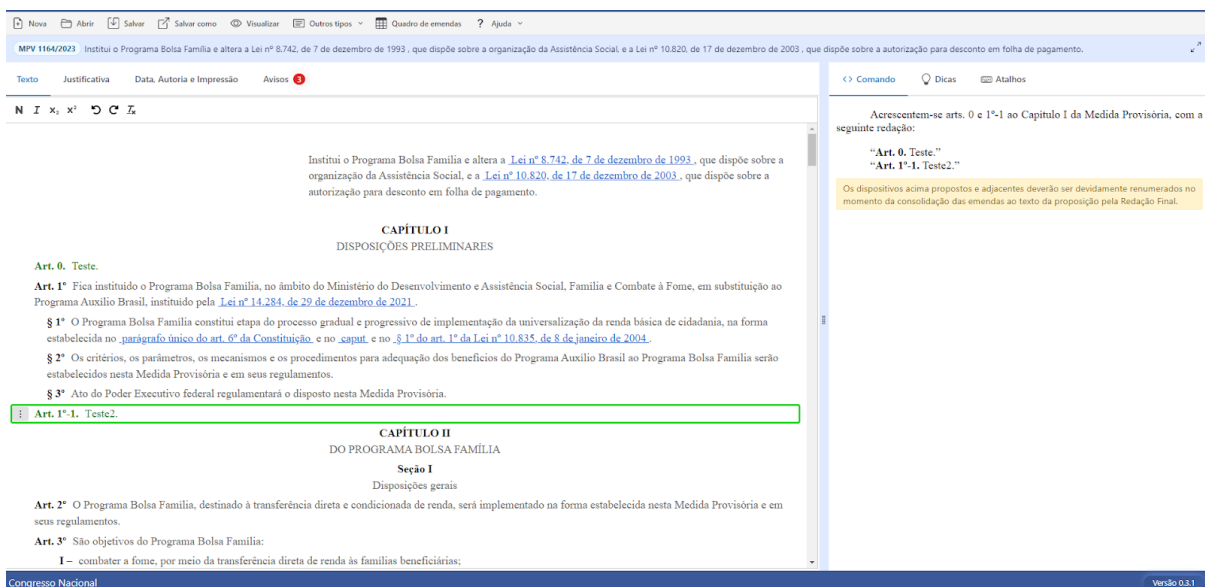 Nova Abrir Salvar Salvar como Visualizar Outros tipos Quadro de emendas ? Ajuda
MPV 1164/2023 Institui o Programa Bolsa Família e altera a Lei nº 8.742, de 7 de dezembro de 1993 , que dispõe sobre a organização da Assistência Social, e a Lei nº 10.820, de 17 de dezembro de 2003 , que dispõe sobre a autorização para desconto em folha de pagamento.
Texto Justificativa Data, Autoria e Impressão Avisos 3
N I x₂ x² Tx
Institui o Programa Bolsa Família e altera a Lei nº 8.742, de 7 de dezembro de 1993 , que dispõe sobre a
organização da Assistência Social, e a Lei nº 10.820, de 17 de dezembro de 2003 , que dispõe sobre a
autorização para desconto em folha de pagamento.
CAPÍTULO I
DISPOSIÇÕES PRELIMINARES
Art. 0. Teste.
Art. 1º Fica instituído o Programa Bolsa Família, no âmbito do Ministério do Desenvolvimento e Assistência Social, Família e Combate à Fome, em substituição ao
Programa Auxílio Brasil, instituído pela Lei nº 14.284, de 29 de dezembro de 2021 .
§ 1º O Programa Bolsa Família constitui etapa do processo gradual e progressivo de implementação da universalização da renda básica de cidadania, na forma
estabelecida no parágrafo único do art. 6º da Constituição e no caput e no § 1º do art. 1º da Lei nº 10.835, de 8 de janeiro de 2004 .
§ 2º Os critérios, os parâmetros, os mecanismos e os procedimentos para adequação dos benefícios do Programa Auxílio Brasil ao Programa Bolsa Família serão
estabelecidos nesta Medida Provisória e em seus regulamentos.
§ 3º Ato do Poder Executivo federal regulamentará o disposto nesta Medida Provisória.
Art. 1º-1. Teste2.
CAPÍTULO II
DO PROGRAMA BOLSA FAMÍLIA
Seção I
Disposições gerais
Art. 2º O Programa Bolsa Família, destinado à transferência direta e condicionada de renda, será implementado na forma estabelecida nesta Medida Provisória e em
seus regulamentos.
Art. 3º São objetivos do Programa Bolsa Família:
I – combater a fome, por meio da transferência direta de renda às famílias beneficiárias;
<> Comando Dicas Atalhos
Acrescentem-se arts. 0 e 1º-1 ao Capítulo I da Medida Provisória, com a
seguinte redação:
“Art. 0. Teste.”
“Art. 1º-1. Teste2.”
Os dispositivos acima propostos e adjacentes deverão ser devidamente renumerados no
momento da consolidação das emendas ao texto da proposição pela Redação Final.
Congresso Nacional Versão 0.3.1